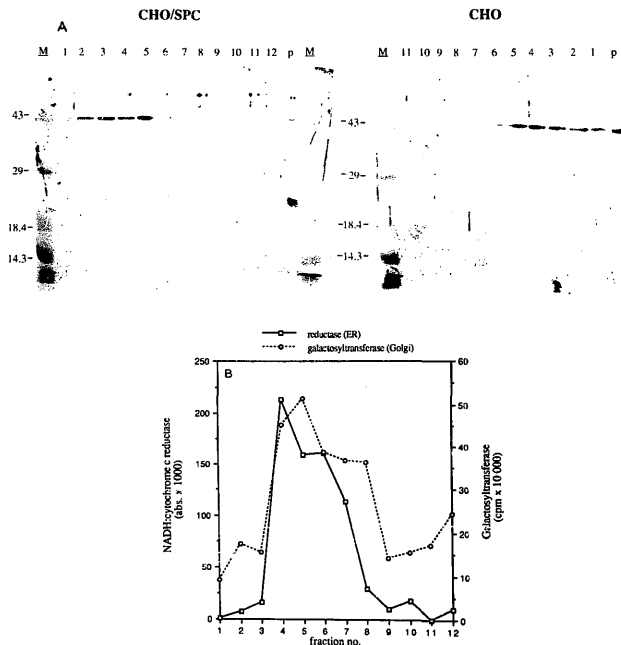 A
CHO/SPC
CHO
M 1 2 3 4 5 6 7 8 9 10 11 12 p M
M 11 10 9 8 7 6 5 4 3 2 1 p
43-
29-
18.4-
14.3-
-43
-29
-18.4
-14.3
reductase (ER)
galactosyltransferase (Golgi)
B
250
200
150
100
50
0
NADH:cytochrome c reductase
(abs. x 1000)
60
50
40
30
20
10
0
Galactosyltransferase
(cpm x 10 000)
1 2 3 4 5 6 7 8 9 10 11 12
fraction no.